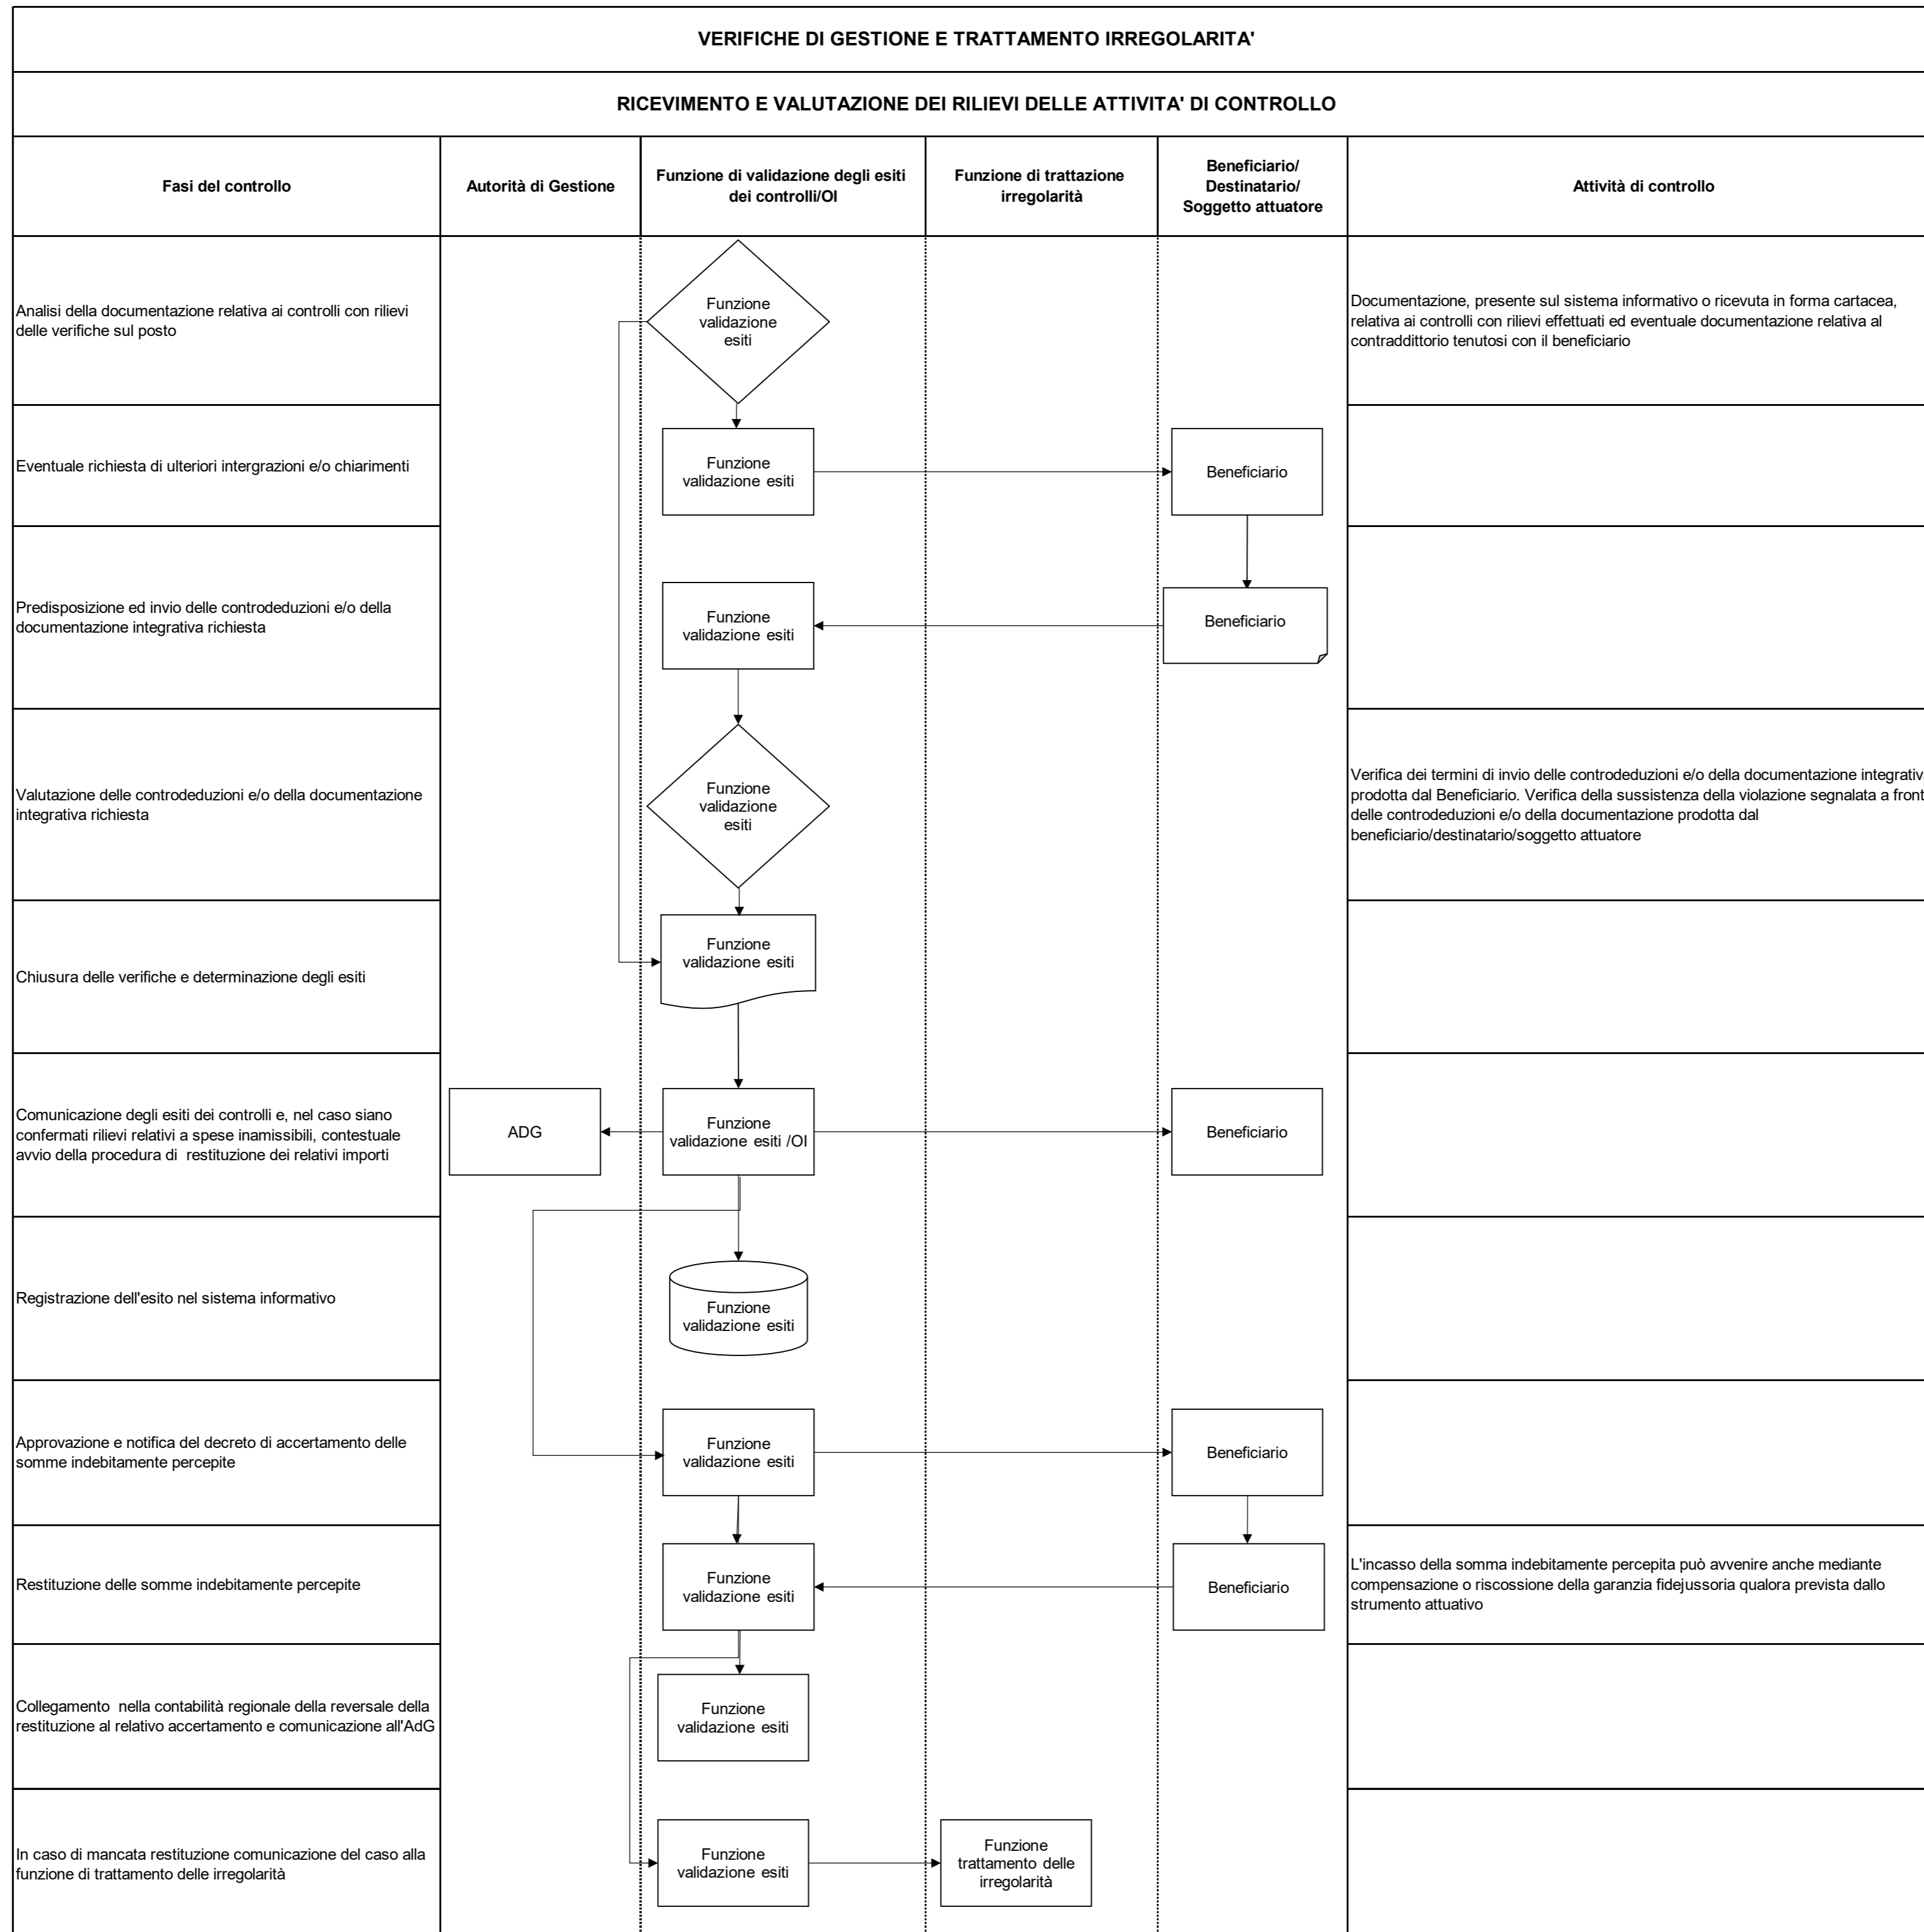 VERIFICHE DI GESTIONE E TRATTAMENTO IRREGOLARITA'
RICEVIMENTO E VALUTAZIONE DEI RILIEVI DELLE ATTIVITA' DI CONTROLLO
Fasi del controllo
Autorità di Gestione
Funzione di validazione degli esiti
dei controlli/OI
Funzione di trattazione
irregolarità
Beneficiario/
Destinatario/
Soggetto attuatore
Attività di controllo
Analisi della documentazione relativa ai controlli con rilievi
delle verifiche sul posto
Funzione
validazione
esiti
Documentazione, presente sul sistema informativo o ricevuta in forma cartacea,
relativa ai controlli con rilievi effettuati ed eventuale documentazione relativa al
contraddittorio tenutosi con il beneficiario
Eventuale richiesta di ulteriori intergrazioni e/o chiarimenti
Funzione
validazione esiti
Beneficiario
Predisposizione ed invio delle controdeduzioni e/o della
documentazione integrativa richiesta
Funzione
validazione esiti
Beneficiario
Valutazione delle controdeduzioni e/o della documentazione
integrativa richiesta
Funzione
validazione
esiti
Verifica dei termini di invio delle controdeduzioni e/o della documentazione integrativa
prodotta dal Beneficiario. Verifica della sussistenza della violazione segnalata a front
delle controdeduzioni e/o della documentazione prodotta dal
beneficiario/destinatario/soggetto attuatore
Chiusura delle verifiche e determinazione degli esiti
Funzione
validazione esiti
Comunicazione degli esiti dei controlli e, nel caso siano
confermati rilievi relativi a spese inamissibili, contestuale
avvio della procedura di restituzione dei relativi importi
ADG
Funzione
validazione esiti /OI
Beneficiario
Registrazione dell'esito nel sistema informativo
Funzione
validazione esiti
Approvazione e notifica del decreto di accertamento delle
somme indebitamente percepite
Funzione
validazione esiti
Beneficiario
Restituzione delle somme indebitamente percepite
Funzione
validazione esiti
Beneficiario
L'incasso della somma indebitamente percepita può avvenire anche mediante
compensazione o riscossione della garanzia fidejussoria qualora prevista dallo
strumento attuativo
Collegamento nella contabilità regionale della reversale della
restituzione al relativo accertamento e comunicazione all'AdG
Funzione
validazione esiti
In caso di mancata restituzione comunicazione del caso alla
funzione di trattamento delle irregolarità
Funzione
validazione esiti
Funzione
trattamento delle
irregolarità